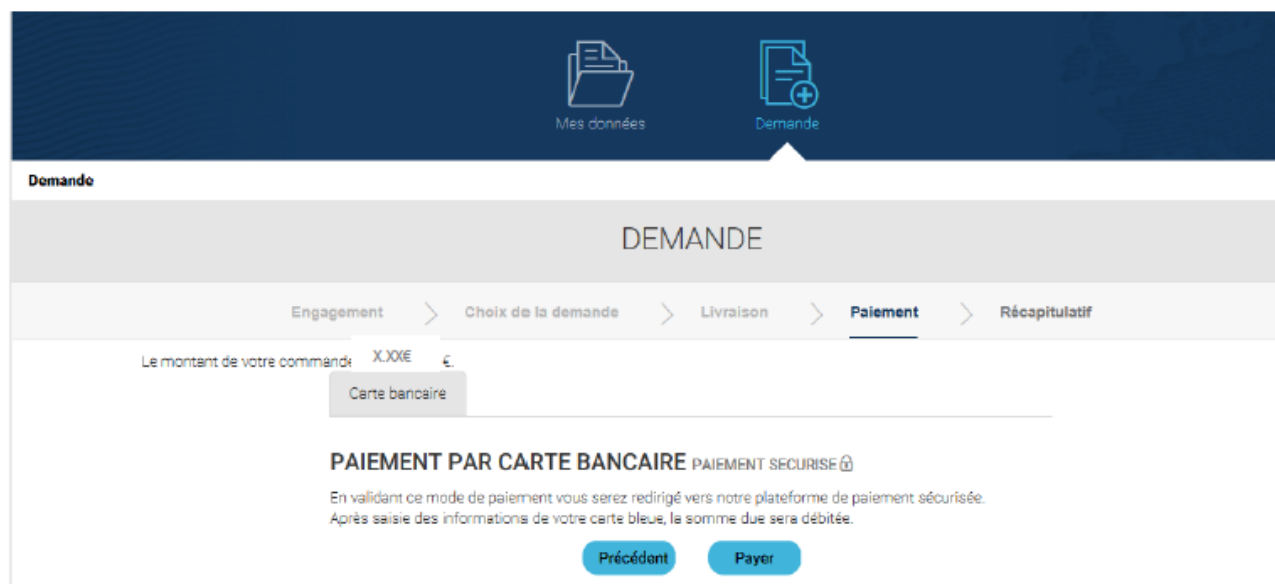 Mes données
Demande
Demande
DEMANDE
Engagement
Choix de la demande
Livraison
Paiement
Récapitulatif
Le montant de votre commande X.XX€ €.
Carte bancaire
PAIEMENT PAR CARTE BANCAIRE PAIEMENT SECURISE
En validant ce mode de paiement vous serez redirigé vers notre plateforme de paiement sécurisée.
Après saisie des informations de votre carte bleue, la somme due sera débitée.
Précédent
Payer